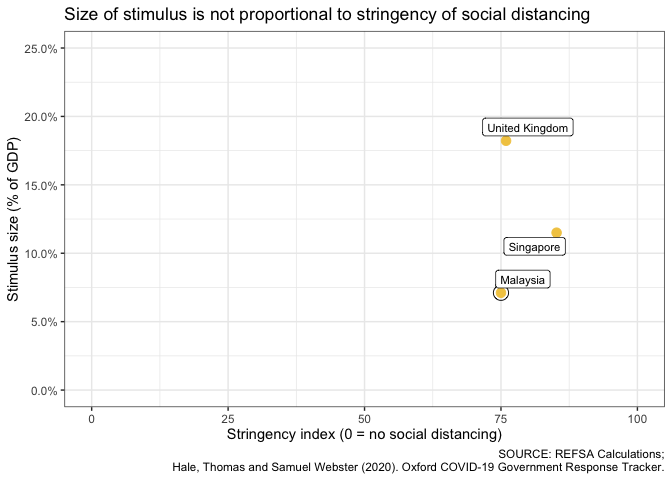 Size of stimulus is not proportional to stringency of social distancing
25.0%
20.0%
15.0%
10.0%
5.0%
0.0%
Stimulus size (% of GDP)
United Kingdom
Singapore
Malaysia
0
25
50
75
100
Stringency index (0 = no social distancing)
SOURCE: REFSA Calculations;
Hale, Thomas and Samuel Webster (2020). Oxford COVID-19 Government Response Tracker.